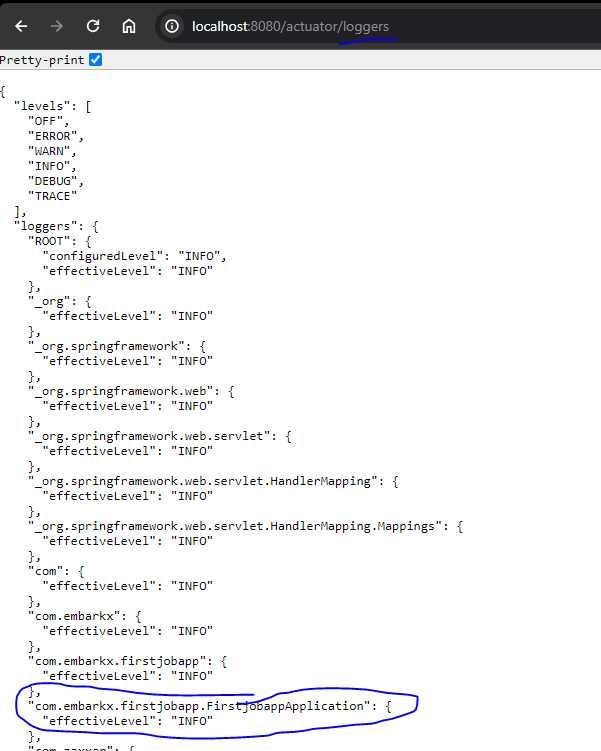 localhost:8080/actuator/loggers
Pretty-print
{
"levels": [
"OFF",
"ERROR",
"WARN",
"INFO",
"DEBUG",
"TRACE"
],
"loggers": {
"ROOT": {
"configuredLevel": "INFO",
"effectiveLevel": "INFO"
},
"_org": {
"effectiveLevel": "INFO"
},
"_org.springframework": {
"effectiveLevel": "INFO"
},
"_org.springframework.web": {
"effectiveLevel": "INFO"
},
"_org.springframework.web.servlet": {
"effectiveLevel": "INFO"
},
"_org.springframework.web.servlet.HandlerMapping": {
"effectiveLevel": "INFO"
},
"_org.springframework.web.servlet.HandlerMapping.Mappings": {
"effectiveLevel": "INFO"
},
"com": {
"effectiveLevel": "INFO"
},
"com.embarkx": {
"effectiveLevel": "INFO"
},
"com.embarkx.firstjobapp": {
"effectiveLevel": "INFO"
},
"com.embarkx.firstjobapp.FirstjobappApplication": {
"effectiveLevel": "INFO"
},
"com.zaxxer": {